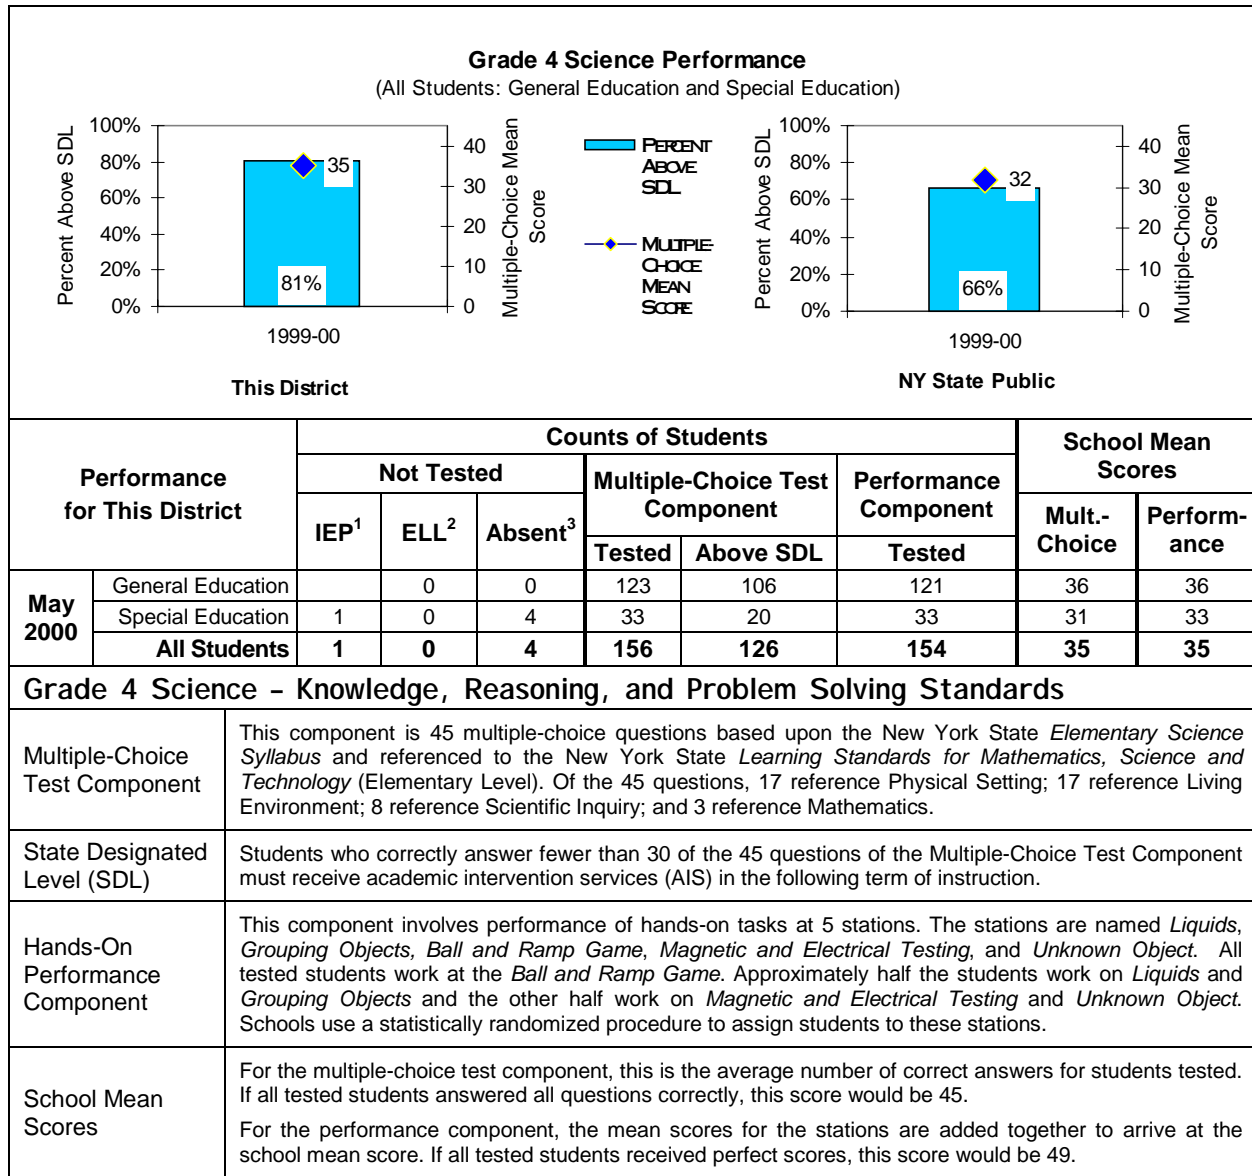 Grade 4 Science Performance
(All Students: General Education and Special Education)
Percent Above SDL
100%
80%
60%
40%
20%
0%
35
81%
1999-00
40
30
20
10
0
Multiple-Choice Mean
Score
This District
PERCENT
ABOVE
SDL
MULTIPLE-
CHOICE
MEAN
SCORE
Percent Above SDL
100%
80%
60%
40%
20%
0%
32
66%
1999-00
40
30
20
10
0
Multiple-Choice Mean
Score
NY State Public
Performance
for This District
Counts of Students
School Mean
Scores
Not Tested
Multiple-Choice Test
Component
Performance
Component
IEP1
ELL2
Absent3
Tested
Above SDL
Tested
Mult.-
Choice
Perform-
ance
May
2000
General Education 0 0 123 106 121 36 36
Special Education 1 0 4 33 20 33 31 33
All Students 1 0 4 156 126 154 35 35
Grade 4 Science – Knowledge, Reasoning, and Problem Solving Standards
Multiple-Choice
Test Component
This component is 45 multiple-choice questions based upon the New York State Elementary Science
Syllabus and referenced to the New York State Learning Standards for Mathematics, Science and
Technology (Elementary Level). Of the 45 questions, 17 reference Physical Setting; 17 reference Living
Environment; 8 reference Scientific Inquiry; and 3 reference Mathematics.
State Designated
Level (SDL)
Students who correctly answer fewer than 30 of the 45 questions of the Multiple-Choice Test Component
must receive academic intervention services (AIS) in the following term of instruction.
Hands-On
Performance
Component
This component involves performance of hands-on tasks at 5 stations. The stations are named Liquids,
Grouping Objects, Ball and Ramp Game, Magnetic and Electrical Testing, and Unknown Object. All
tested students work at the Ball and Ramp Game. Approximately half the students work on Liquids and
Grouping Objects and the other half work on Magnetic and Electrical Testing and Unknown Object.
Schools use a statistically randomized procedure to assign students to these stations.
School Mean
Scores
For the multiple-choice test component, this is the average number of correct answers for students tested.
If all tested students answered all questions correctly, this score would be 45.
For the performance component, the mean scores for the stations are added together to arrive at the
school mean score. If all tested students received perfect scores, this score would be 49.